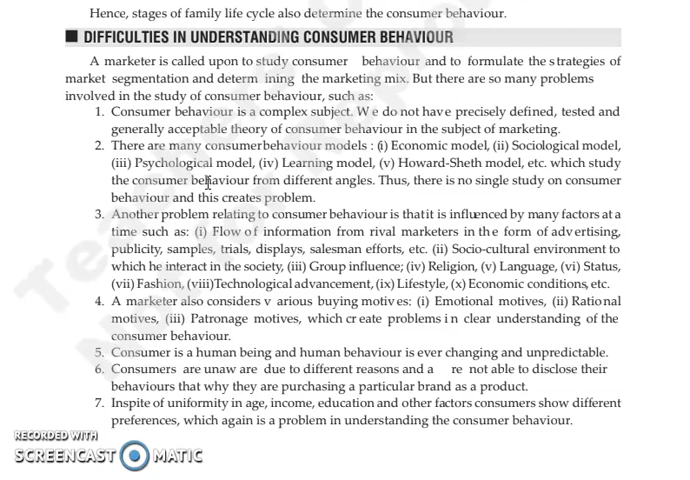 Hence, stages of family life cycle also determine the consumer behaviour.
■ DIFFICULTIES IN UNDERSTANDING CONSUMER BEHAVIOUR
A marketer is called upon to study consumer behaviour and to formulate the strategies of
market segmentation and determ ining the marketing mix. But there are so many problems
involved in the study of consumer behaviour, such as:
1. Consumer behaviour is a complex subject. We do not have precisely defined, tested and
generally acceptable theory of consumer behaviour in the subject of marketing.
2. There are many consumer behaviour models : (i) Economic model, (ii) Sociological model,
(iii) Psychological model, (iv) Learning model, (v) Howard-Sheth model, etc. which study
the consumer behaviour from different angles. Thus, there is no single study on consumer
behaviour and this creates problem.
3. Another problem relating to consumer behaviour is that it is influenced by many factors at a
time such as: (i) Flow of information from rival marketers in the form of advertising,
publicity, samples, trials, displays, salesman efforts, etc. (ii) Socio-cultural environment to
which he interact in the society, (iii) Group influence; (iv) Religion, (v) Language, (vi) Status,
(vii) Fashion, (viii)Technological advancement, (ix) Lifestyle, (x) Economic conditions, etc.
4. A marketer also considers v arious buying motives: (i) Emotional motives, (ii) Rational
motives, (iii) Patronage motives, which cr eate problems in clear understanding of the
consumer behaviour.
5. Consumer is a human being and human behaviour is ever changing and unpredictable.
6. Consumers are unaw are due to different reasons and a re not able to disclose their
behaviours that why they are purchasing a particular brand as a product.
7. Inspite of uniformity in age, income, education and other factors consumers show different
preferences, which again is a problem in understanding the consumer behaviour.
RECORDED WITH
SCREENCAST MATIC